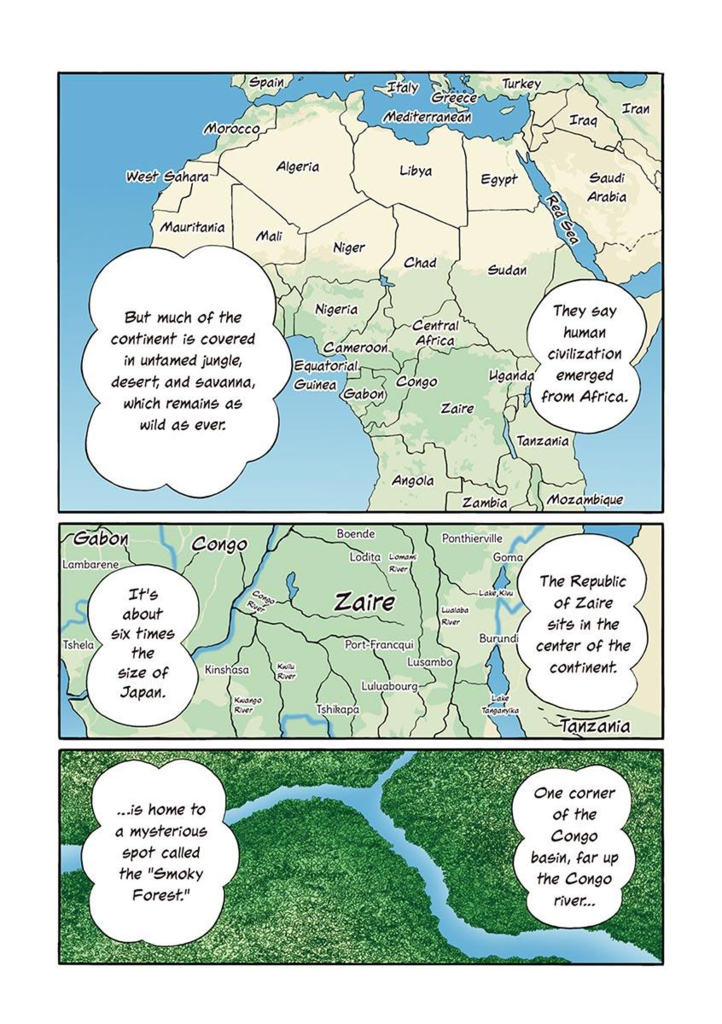 Spain
Italy
Greece
Turkey
Mediterranean
Iran
Iraq
Morocco
Algeria
Libya
Egypt
Saudi
Arabia
West Sahara
Red Sea
Mauritania
Mali
Niger
Chad
Sudan
They say
human
civilization
emerged
from Africa.
But much of the
continent is covered
in untamed jungle,
desert, and savanna,
which remains as
wild as ever.
Nigeria
Central
Africa
Cameroon
Equatorial
Guinea
Gabon
Congo
Uganda
Zaire
Tanzania
Angola
Zambia
Mozambique
The Republic
of Zaire
sits in the
center of the
continent.
It's
about
six times
the
size of
Japan.
Gabon
Lambarene
Congo
Boende
Ponthierville
Lodita
Lomami
River
Goma
Congo
River
Zaire
Lake Kivu
Lualaba
River
Tshela
Port-Francqui
Burundi
Kinshasa
Kwilu
River
Lusambo
Luluabourg
Kwango
River
Tshikapa
Lake
Tanganyika
Tanzania
One corner
of the
Congo
basin, far up
the Congo
river...
...is home to
a mysterious
spot called
the "Smoky
Forest."